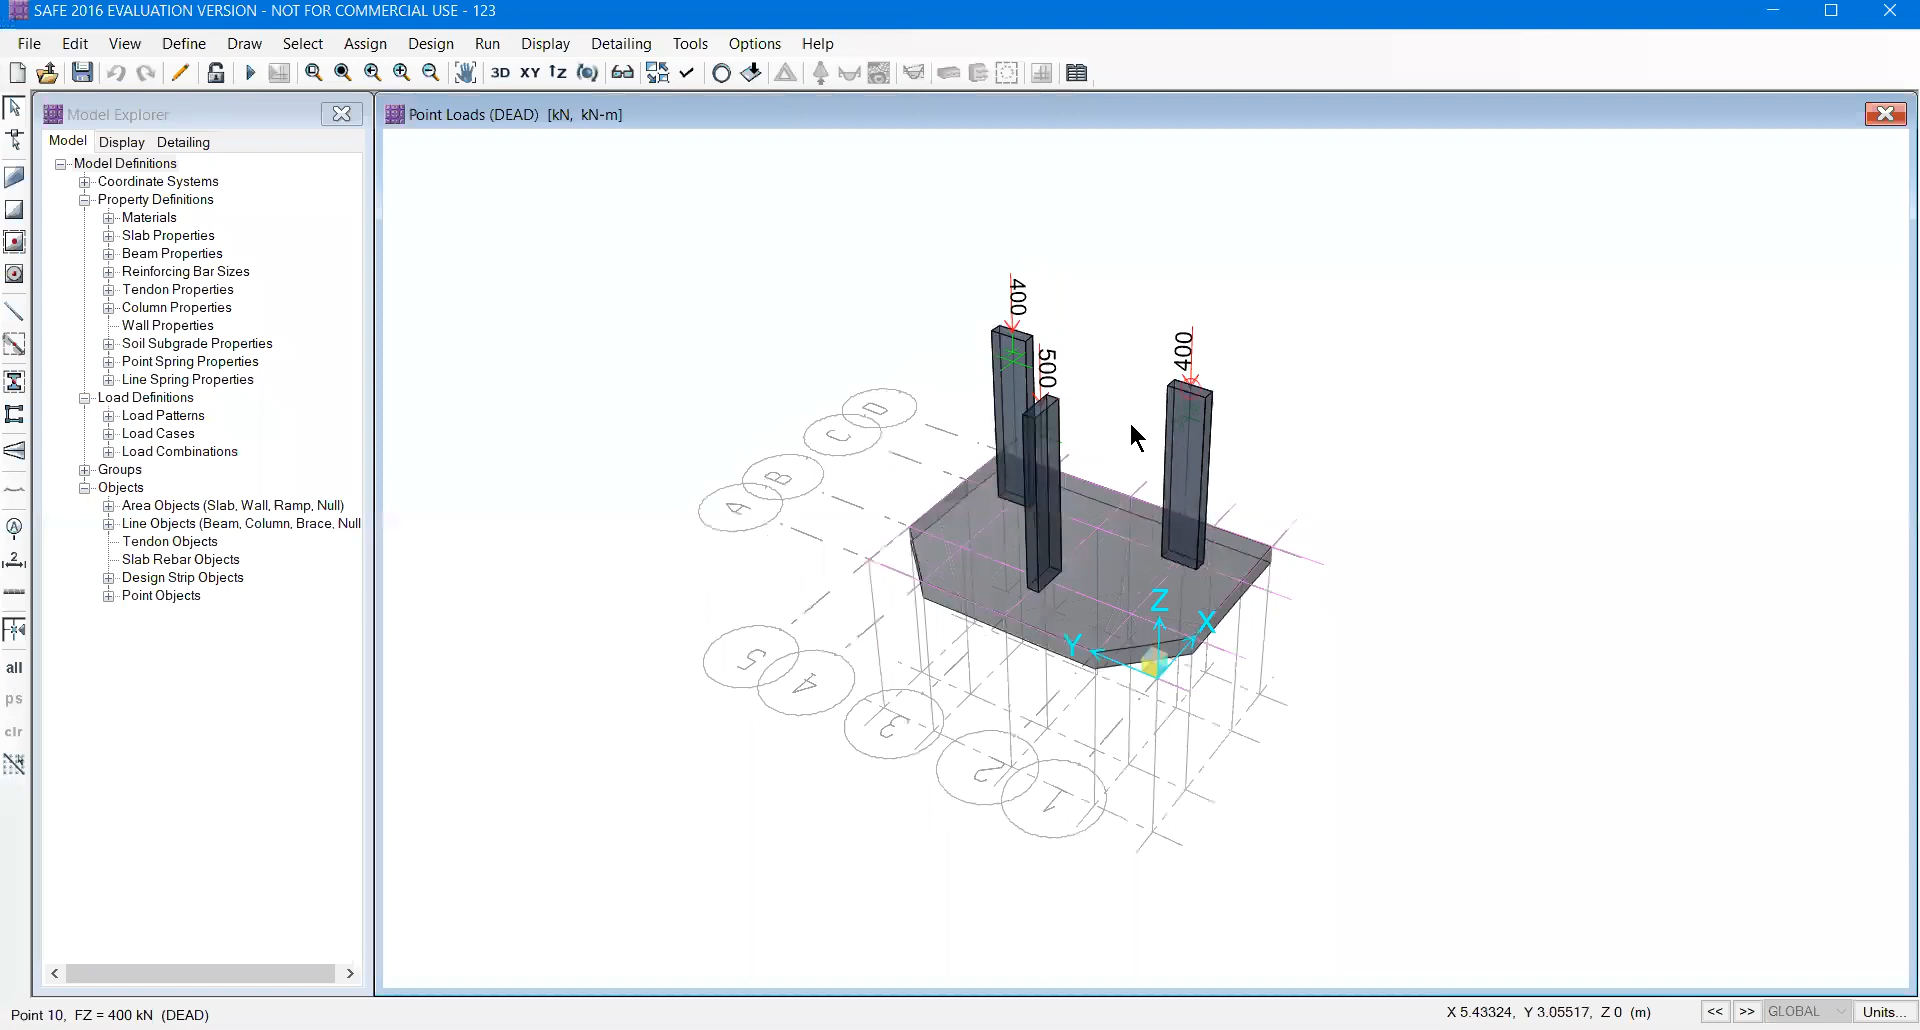 SAFE 2016 EVALUATION VERSION - NOT FOR COMMERCIAL USE - 123
File Edit View Define Draw Select Assign Design Run Display Detailing Tools Options Help
3D XY Z
Model Explorer
Model Display Detailing
Model Definitions
Coordinate Systems
Property Definitions
Materials
Slab Properties
Beam Properties
Reinforcing Bar Sizes
Tendon Properties
Column Properties
Wall Properties
Soil Subgrade Properties
Point Spring Properties
Line Spring Properties
Load Definitions
Load Patterns
Load Cases
Load Combinations
Groups
Objects
Area Objects (Slab, Wall, Ramp, Null)
Line Objects (Beam, Column, Brace, Null
Tendon Objects
Slab Rebar Objects
Design Strip Objects
Point Objects
all
ps
clr
Point Loads (DEAD) [kN, kN-m]
400
500
400
D
C
B
A
5
4
3
2
1
Z
X
Y
Point 10, FZ = 400 kN (DEAD)
X 5.43324, Y 3.05517, Z 0 (m)
<< >> GLOBAL Units...